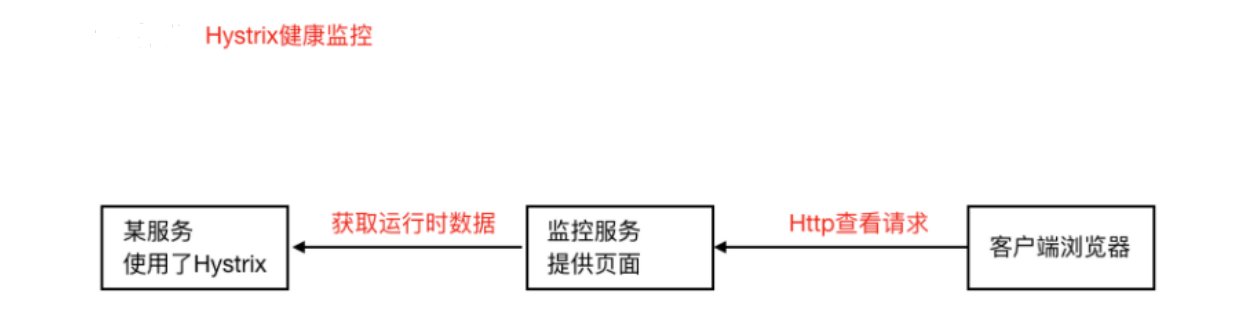 Hystrix健康监控
某服务
使用了Hystrix
获取运行时数据
监控服务
提供页面
Http查看请求
客户端浏览器